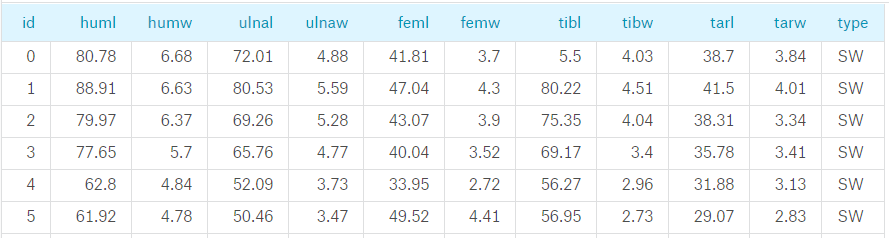 id huml humw ulnal ulnaw feml femw tibl tibw tarl tarw type
0 80.78 6.68 72.01 4.88 41.81 3.7 5.5 4.03 38.7 3.84 SW
1 88.91 6.63 80.53 5.59 47.04 4.3 80.22 4.51 41.5 4.01 SW
2 79.97 6.37 69.26 5.28 43.07 3.9 75.35 4.04 38.31 3.34 SW
3 77.65 5.7 65.76 4.77 40.04 3.52 69.17 3.4 35.78 3.41 SW
4 62.8 4.84 52.09 3.73 33.95 2.72 56.27 2.96 31.88 3.13 SW
5 61.92 4.78 50.46 3.47 49.52 4.41 56.95 2.73 29.07 2.83 SW